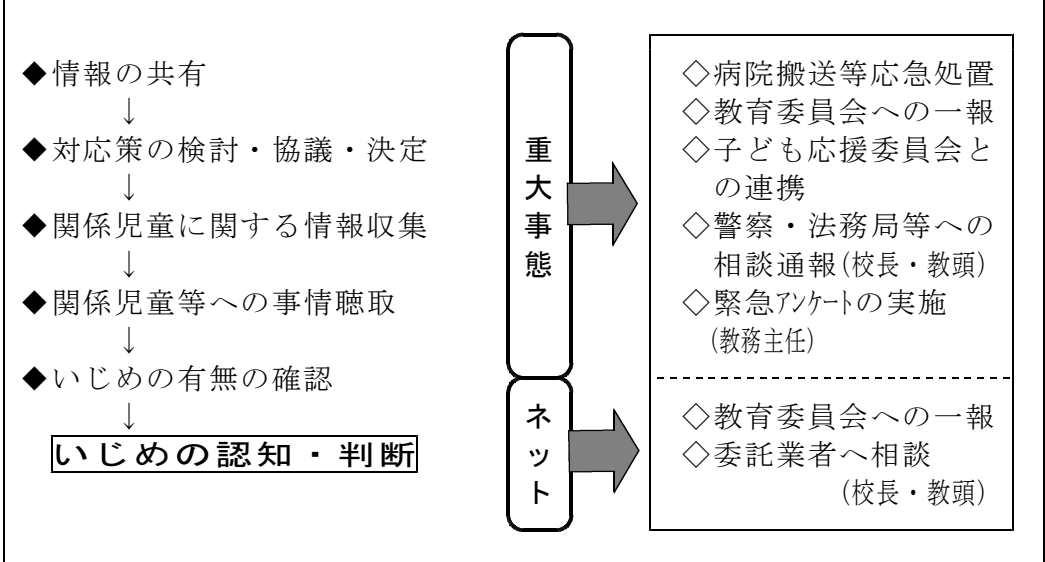 ◆情報の共有
↓
◆対応策の検討・協議・決定
↓
◆関係児童に関する情報収集
↓
◆関係児童等への事情聴取
↓
◆いじめの有無の確認
↓
いじめの認知・判断
重大事態
◇病院搬送等応急処置
◇教育委員会への一報
◇子ども応援委員会と
の連携
◇警察・法務局等への
相談通報(校長・教頭)
◇緊急アンケートの実施
(教務主任)
ネット
◇教育委員会への一報
◇委託業者へ相談
(校長・教頭)